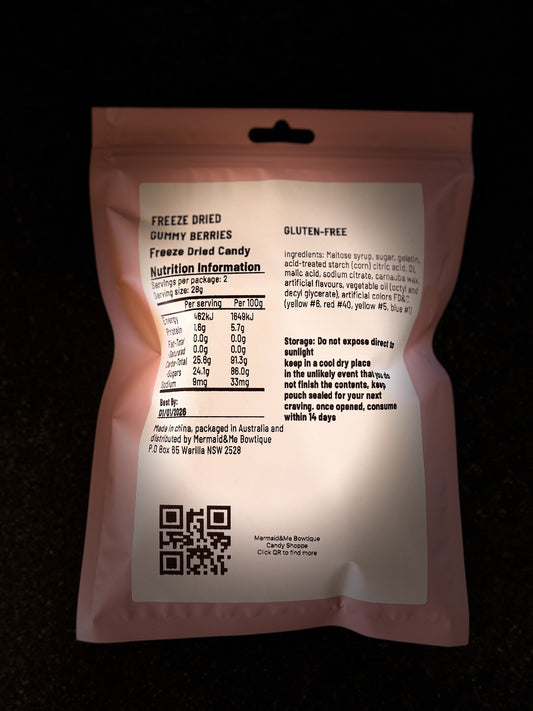 FREEZE DRIED
GUMMY BERRIES
Freeze Dried Candy
Nutrition Information
Servings per package: 2
Serving size: 28g
Per serving Per 100g
Energy 462kJ 1649kJ
Protein 1.6g 5.7g
Fat-Total 0.0g 0.0g
-Saturated 0.0g 0.0g
Carbs-Total 25.6g 91.3g
-Sugars 24.1g 86.0g
Sodium 9mg 33mg
Best By:
01/01/2026
Made in china, packaged in Australia and
distributed by Mermaid&Me Bowtique
P.O Box 65 Warilla NSW 2528
GLUTEN-FREE
Ingredients: Maltose syrup, sugar, gelatin,
acid-treated starch (corn) citric acid, DL
malic acid, sodium citrate, carnauba wax,
artificial flavours, vegetable oil (octyl and
decyl glycerate), artificial colors FD&C
(yellow #6, red #40, yellow #5, blue #1)
Storage: Do not expose direct to
sunlight
keep in a cool dry place
in the unlikely event that you do
not finish the contents, keep
pouch sealed for your next
craving. once opened, consume
within 14 days
Mermaid&Me Bowtique
Candy Shoppe
Click QR to find more